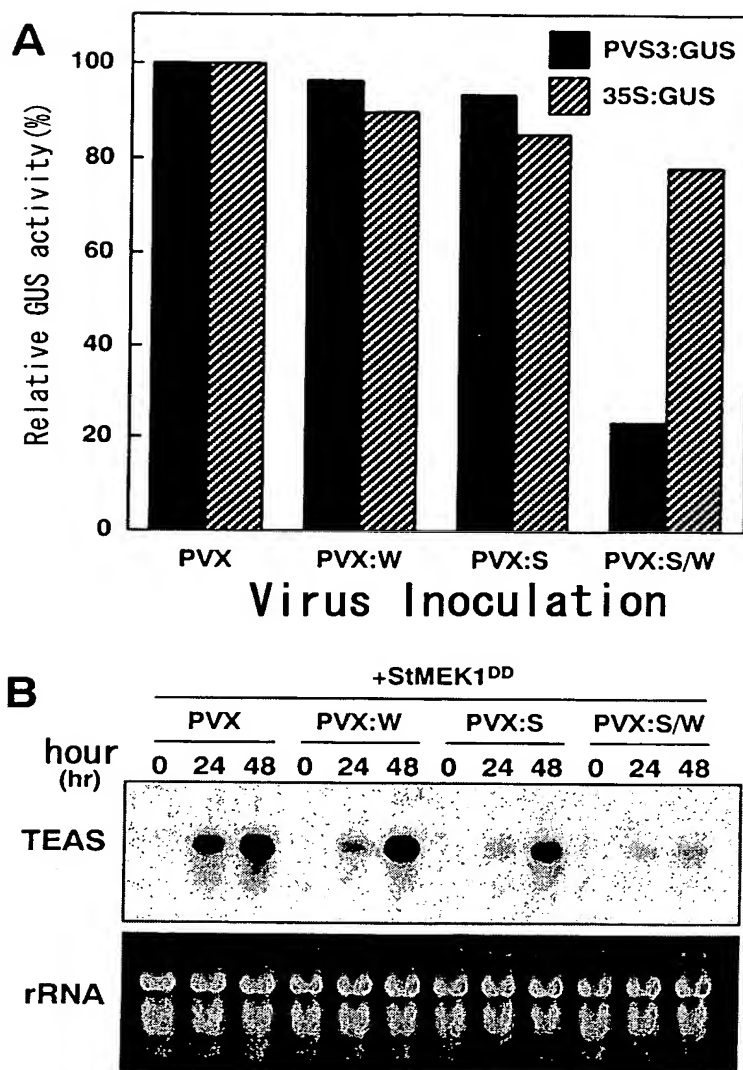 A
PVS3:GUS
35S:GUS
Relative GUS activity(%)
100
80
60
40
20
0
PVX PVX:W PVX:S PVX:S/W
Virus Inoculation
B
+StMEK1DD
PVX PVX:W PVX:S PVX:S/W
hour
(hr)
0 24 48 0 24 48 0 24 48 0 24 48
TEAS
rRNA